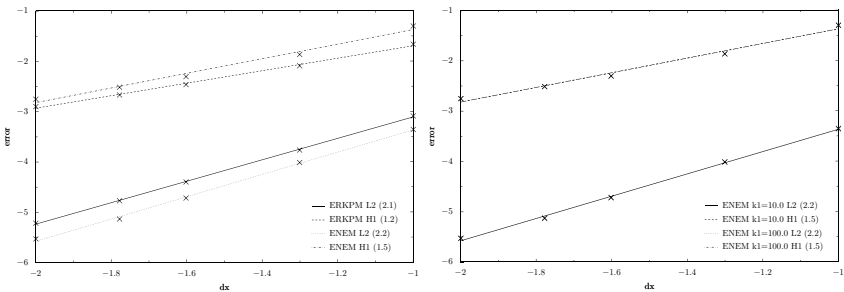 −1
−2
−3
−4
−5
−6
error
−2
−1.8
−1.6
−1.4
−1.2
−1
dx
ERKPM L2 (2.1)
ERKPM H1 (1.2)
ENEM L2 (2.2)
ENEM H1 (1.5)
−1
−2
−3
−4
−5
−6
error
−2
−1.8
−1.6
−1.4
−1.2
−1
dx
ENEM k1=10.0 L2 (2.2)
ENEM k1=10.0 H1 (1.5)
ENEM k1=100.0 L2 (2.2)
ENEM k1=100.0 H1 (1.5)